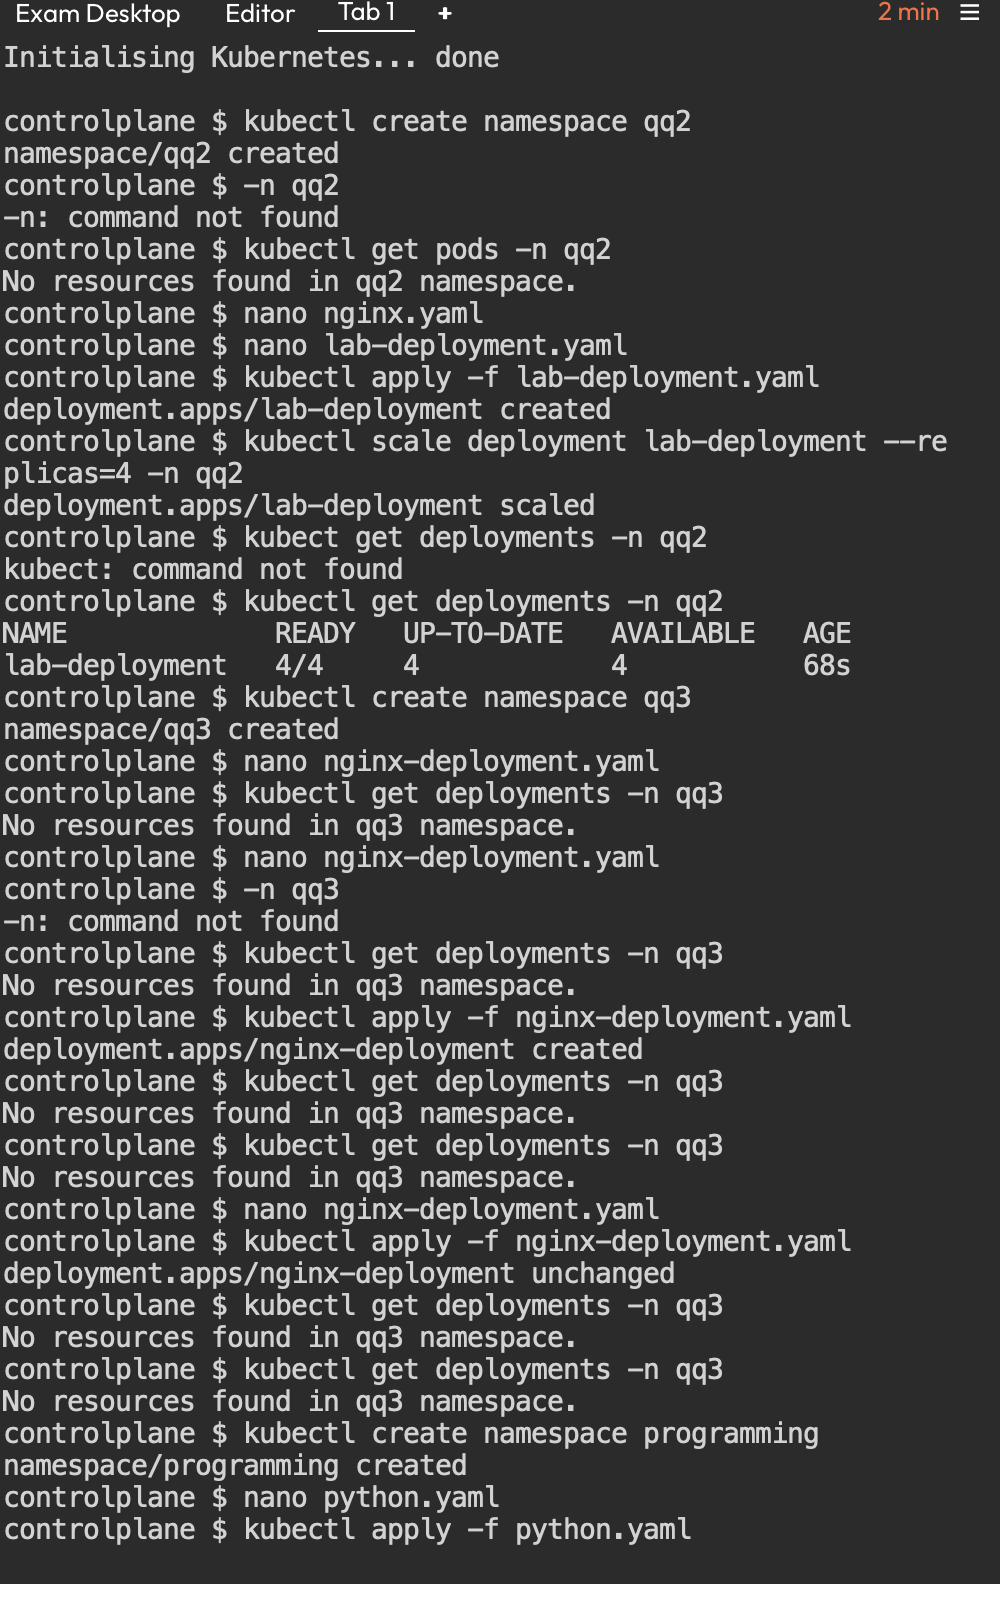 Exam Desktop Editor Tab 1 + 2 min
Initialising Kubernetes... done
controlplane $ kubectl create namespace qq2
namespace/qq2 created
controlplane $ -n qq2
-n: command not found
controlplane $ kubectl get pods -n qq2
No resources found in qq2 namespace.
controlplane $ nano nginx.yaml
controlplane $ nano lab-deployment.yaml
controlplane $ kubectl apply -f lab-deployment.yaml
deployment.apps/lab-deployment created
controlplane $ kubectl scale deployment lab-deployment --re
plicas=4 -n qq2
deployment.apps/lab-deployment scaled
controlplane $ kubect get deployments -n qq2
kubect: command not found
controlplane $ kubectl get deployments -n qq2
NAME READY UP-TO-DATE AVAILABLE AGE
lab-deployment 4/4 4 4 68s
controlplane $ kubectl create namespace qq3
namespace/qq3 created
controlplane $ nano nginx-deployment.yaml
controlplane $ kubectl get deployments -n qq3
No resources found in qq3 namespace.
controlplane $ nano nginx-deployment.yaml
controlplane $ -n qq3
-n: command not found
controlplane $ kubectl get deployments -n qq3
No resources found in qq3 namespace.
controlplane $ kubectl apply -f nginx-deployment.yaml
deployment.apps/nginx-deployment created
controlplane $ kubectl get deployments -n qq3
No resources found in qq3 namespace.
controlplane $ kubectl get deployments -n qq3
No resources found in qq3 namespace.
controlplane $ nano nginx-deployment.yaml
controlplane $ kubectl apply -f nginx-deployment.yaml
deployment.apps/nginx-deployment unchanged
controlplane $ kubectl get deployments -n qq3
No resources found in qq3 namespace.
controlplane $ kubectl get deployments -n qq3
No resources found in qq3 namespace.
controlplane $ kubectl create namespace programming
namespace/programming created
controlplane $ nano python.yaml
controlplane $ kubectl apply -f python.yaml